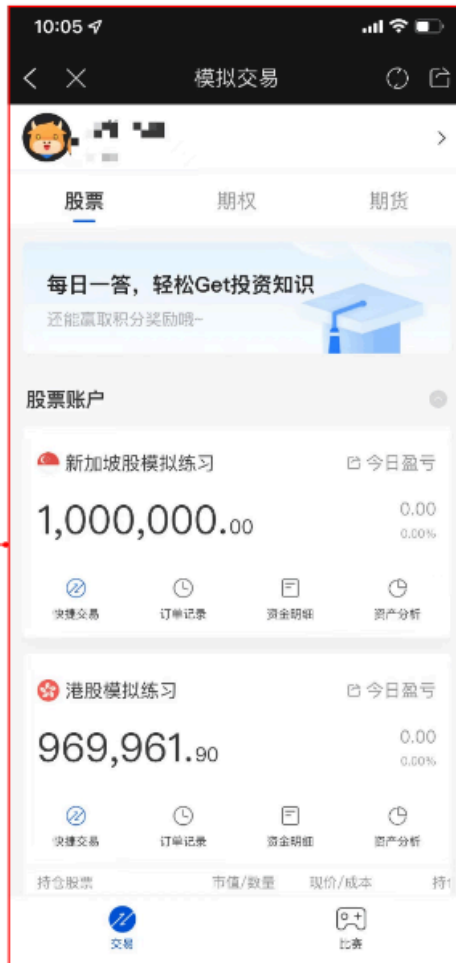 10:05
模拟交易
股票 期权 期货
每日一答，轻松Get投资知识
还能赢取积分奖励哦~
股票账户
新加坡股模拟练习 今日盈亏
1,000,000.00 0.00
0.00%
快捷交易 订单记录 资金明细 资产分析
港股模拟练习 今日盈亏
969,961.90 0.00
0.00%
快捷交易 订单记录 资金明细 资产分析
持仓股票 市值/数量 现价/成本 持
交易 比赛